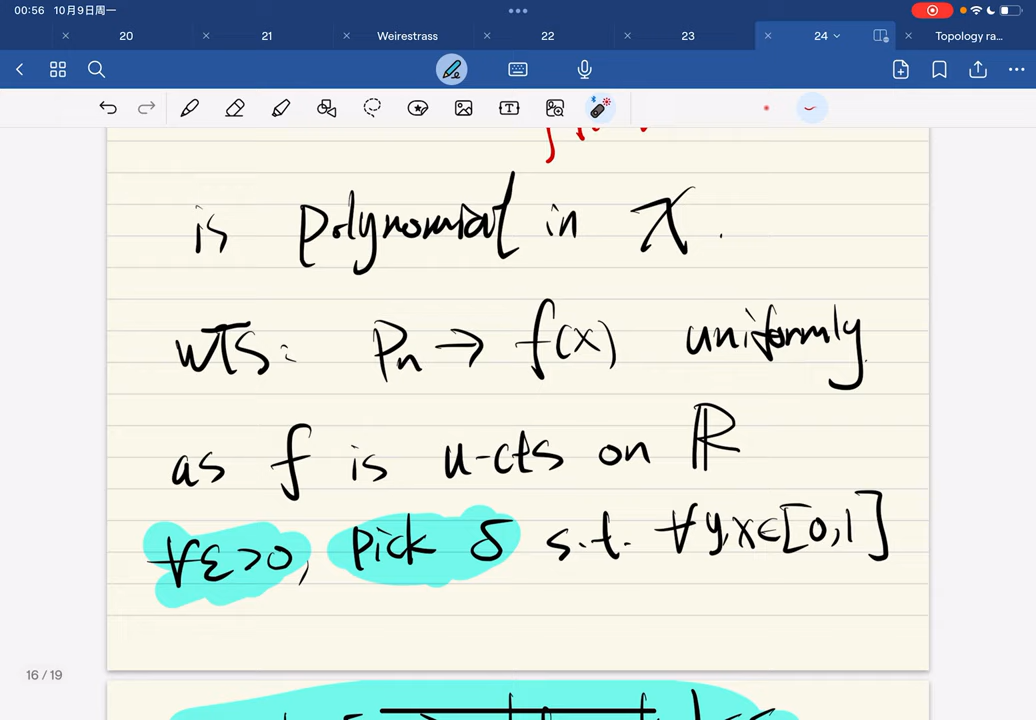 00:56 10月9日周一
20 21 Weirestrass 22 23 24 Topology ra...
is polynomial in x.
WTS: Pn → f(x) uniformly
as f is u-cts on ℝ
∀ε>0, pick δ s.t. ∀y,x∈[0,1]
16 / 19